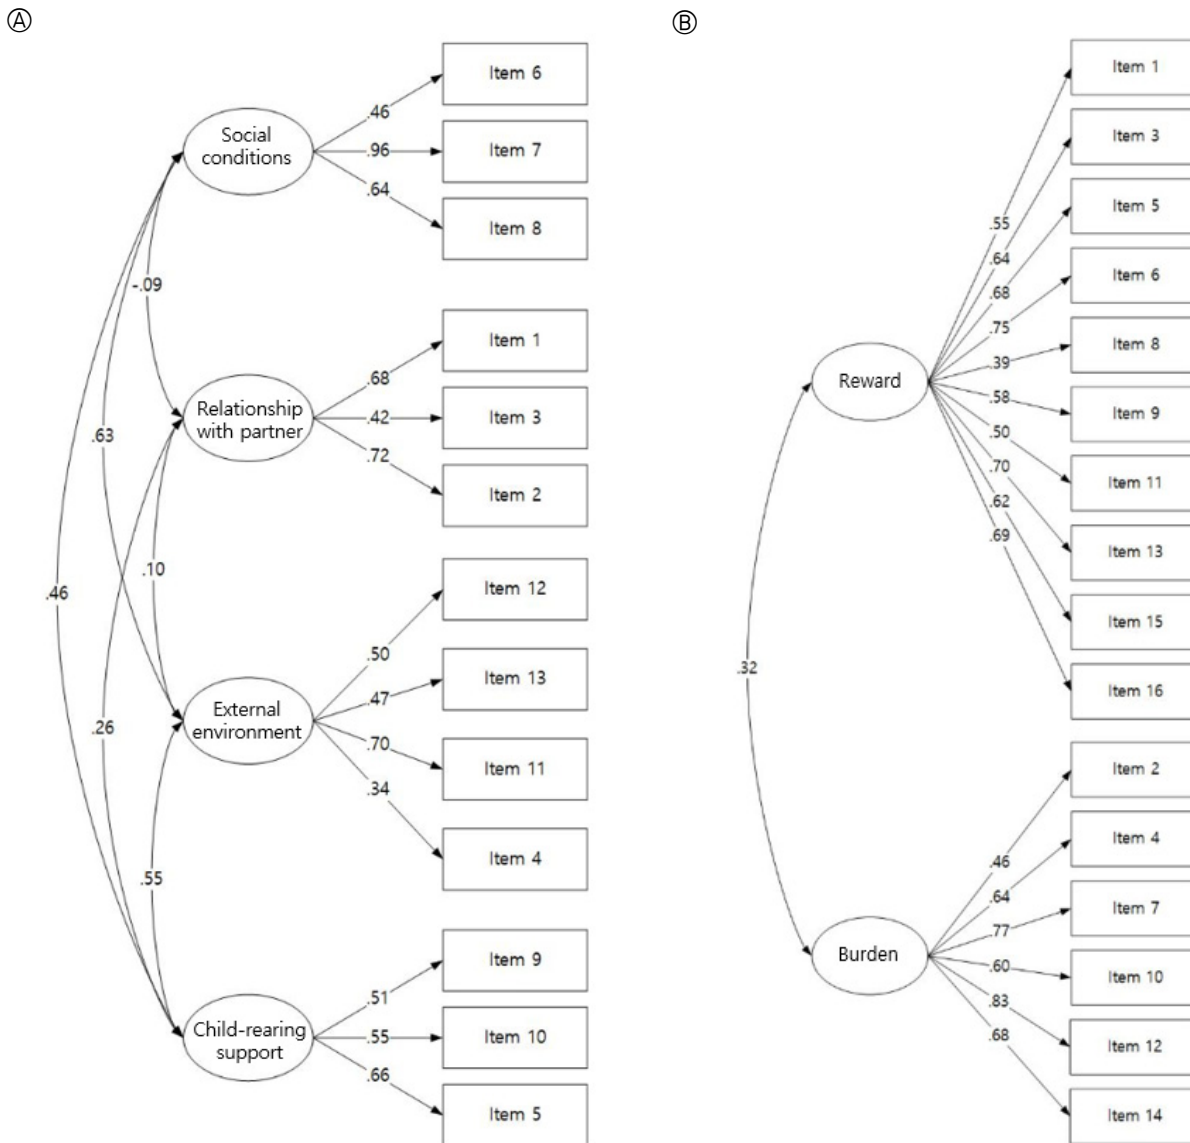 Ⓐ
Social
conditions
.46
.96
.64
Item 6
Item 7
Item 8
-.09
.63
.46
Relationship
with partner
.68
.42
.72
Item 1
Item 3
Item 2
.10
.26
External
environment
.50
.47
.70
.34
Item 12
Item 13
Item 11
Item 4
.55
Child-rearing
support
.51
.55
.66
Item 9
Item 10
Item 5
Ⓑ
Reward
.55
.64
.68
.75
.39
.58
.50
.70
.62
.69
Item 1
Item 3
Item 5
Item 6
Item 8
Item 9
Item 11
Item 13
Item 15
Item 16
.32
Burden
.46
.64
.77
.60
.83
.68
Item 2
Item 4
Item 7
Item 10
Item 12
Item 14